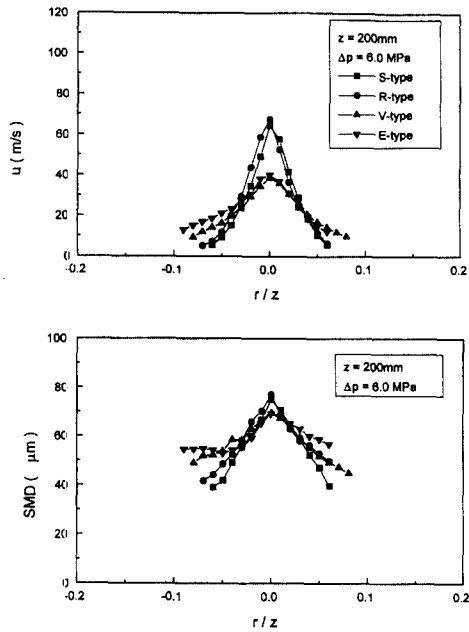 120
100
80
60
40
20
0
u ( m/s )
z = 200mm
Δp = 6.0 MPa
S-type
R-type
V-type
E-type
-0.2
-0.1
0.0
0.1
0.2
r / z
100
80
60
40
20
0
SMD ( μm )
z = 200mm
Δp = 6.0 MPa
-0.2
-0.1
0.0
0.1
0.2
r / z